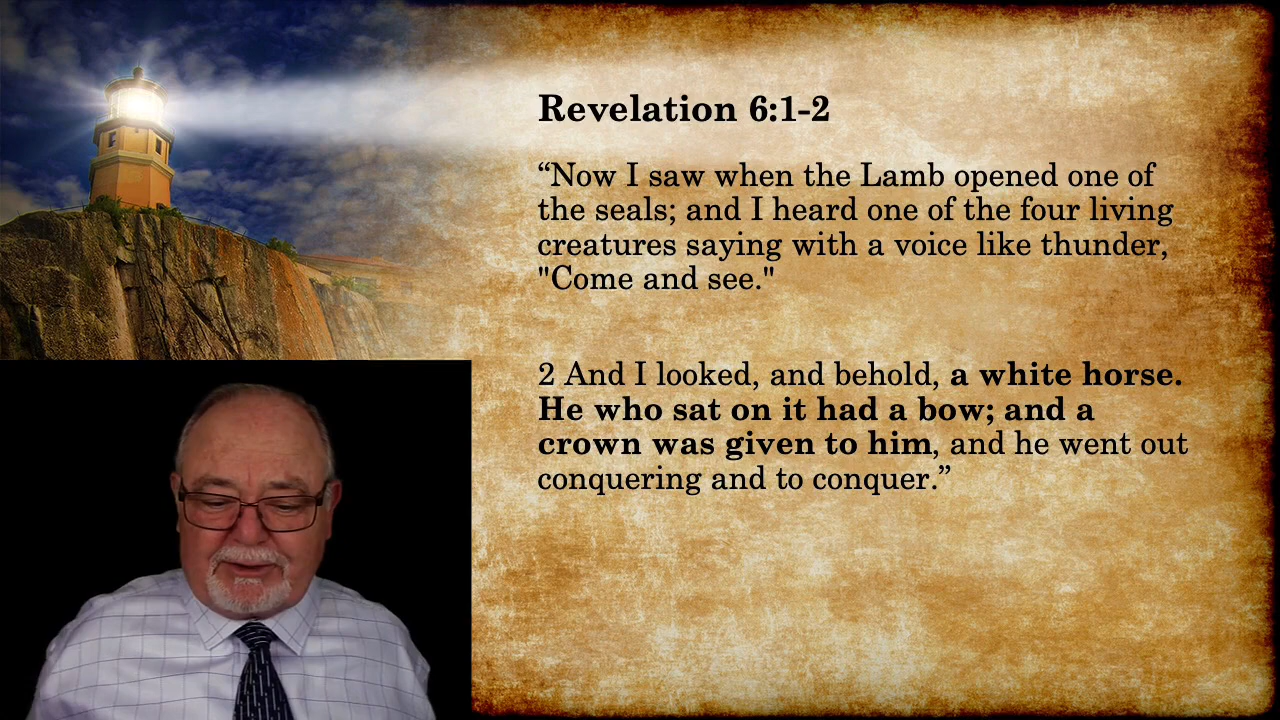 Revelation 6:1-2
“Now I saw when the Lamb opened one of
the seals; and I heard one of the four living
creatures saying with a voice like thunder,
"Come and see."
2 And I looked, and behold, a white horse.
He who sat on it had a bow; and a
crown was given to him, and he went out
conquering and to conquer.”